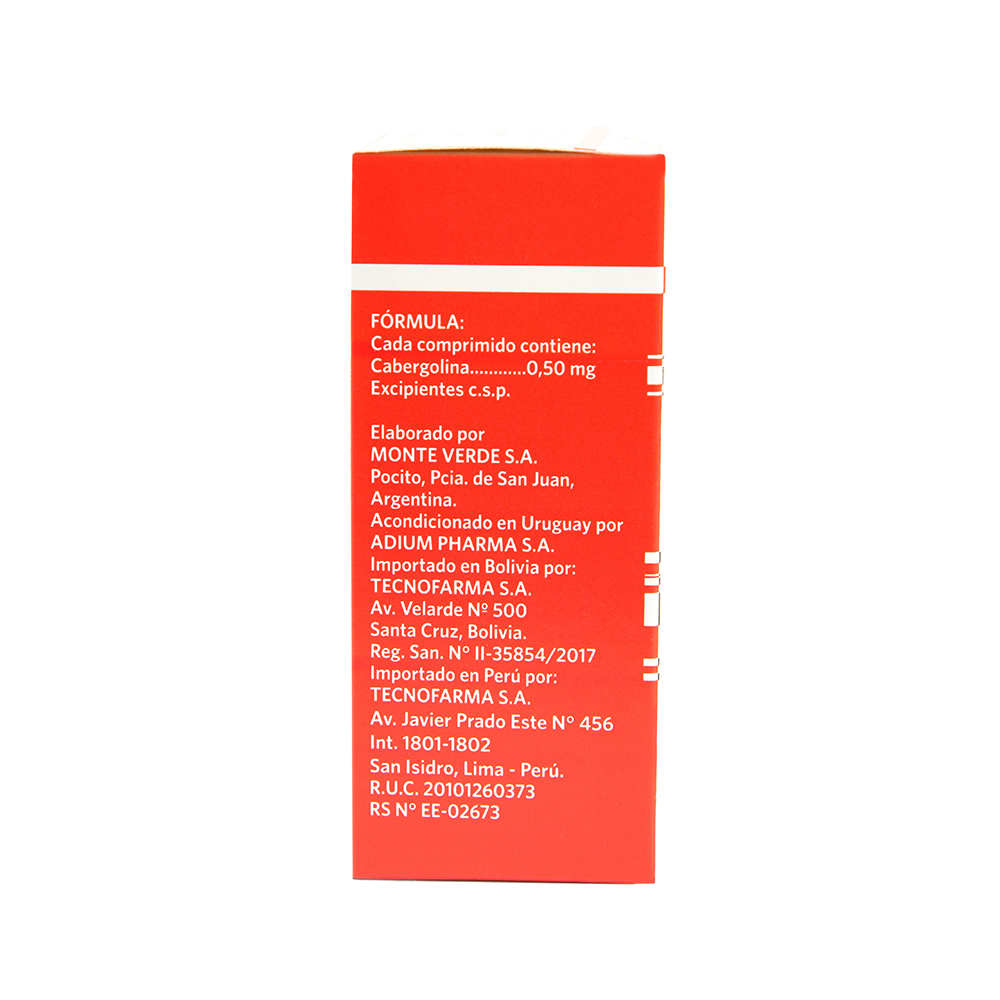 FÓRMULA:
Cada comprimido contiene:
Cabergolina............0,50 mg
Excipientes c.s.p.
Elaborado por
MONTE VERDE S.A.
Pocito, Pcia. de San Juan,
Argentina.
Acondicionado en Uruguay por
ADIUM PHARMA S.A.
Importado en Bolivia por:
TECNOFARMA S.A.
Av. Velarde Nº 500
Santa Cruz, Bolivia.
Reg. San. N° II-35854/2017
Importado en Perú por:
TECNOFARMA S.A.
Av. Javier Prado Este N° 456
Int. 1801-1802
San Isidro, Lima - Perú.
R.U.C. 20101260373
RS N° EE-02673